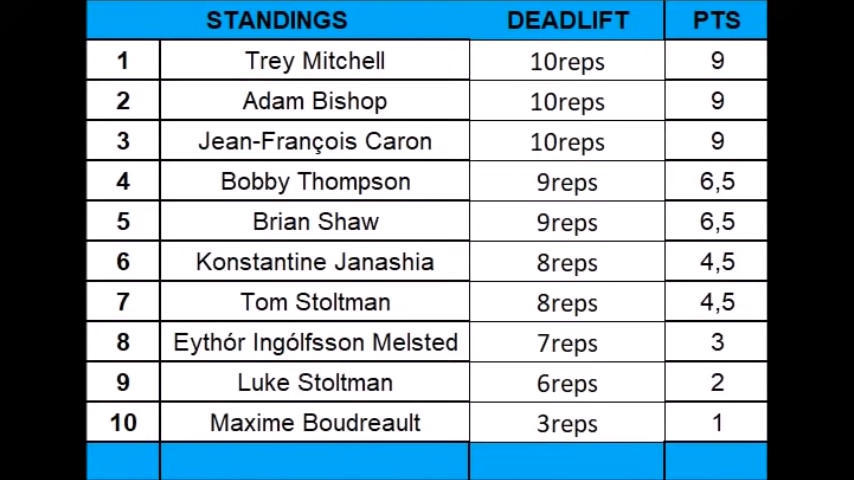 STANDINGS DEADLIFT PTS
1 Trey Mitchell 10reps 9
2 Adam Bishop 10reps 9
3 Jean-François Caron 10reps 9
4 Bobby Thompson 9reps 6,5
5 Brian Shaw 9reps 6,5
6 Konstantine Janashia 8reps 4,5
7 Tom Stoltman 8reps 4,5
8 Eythór Ingólfsson Melsted 7reps 3
9 Luke Stoltman 6reps 2
10 Maxime Boudreault 3reps 1